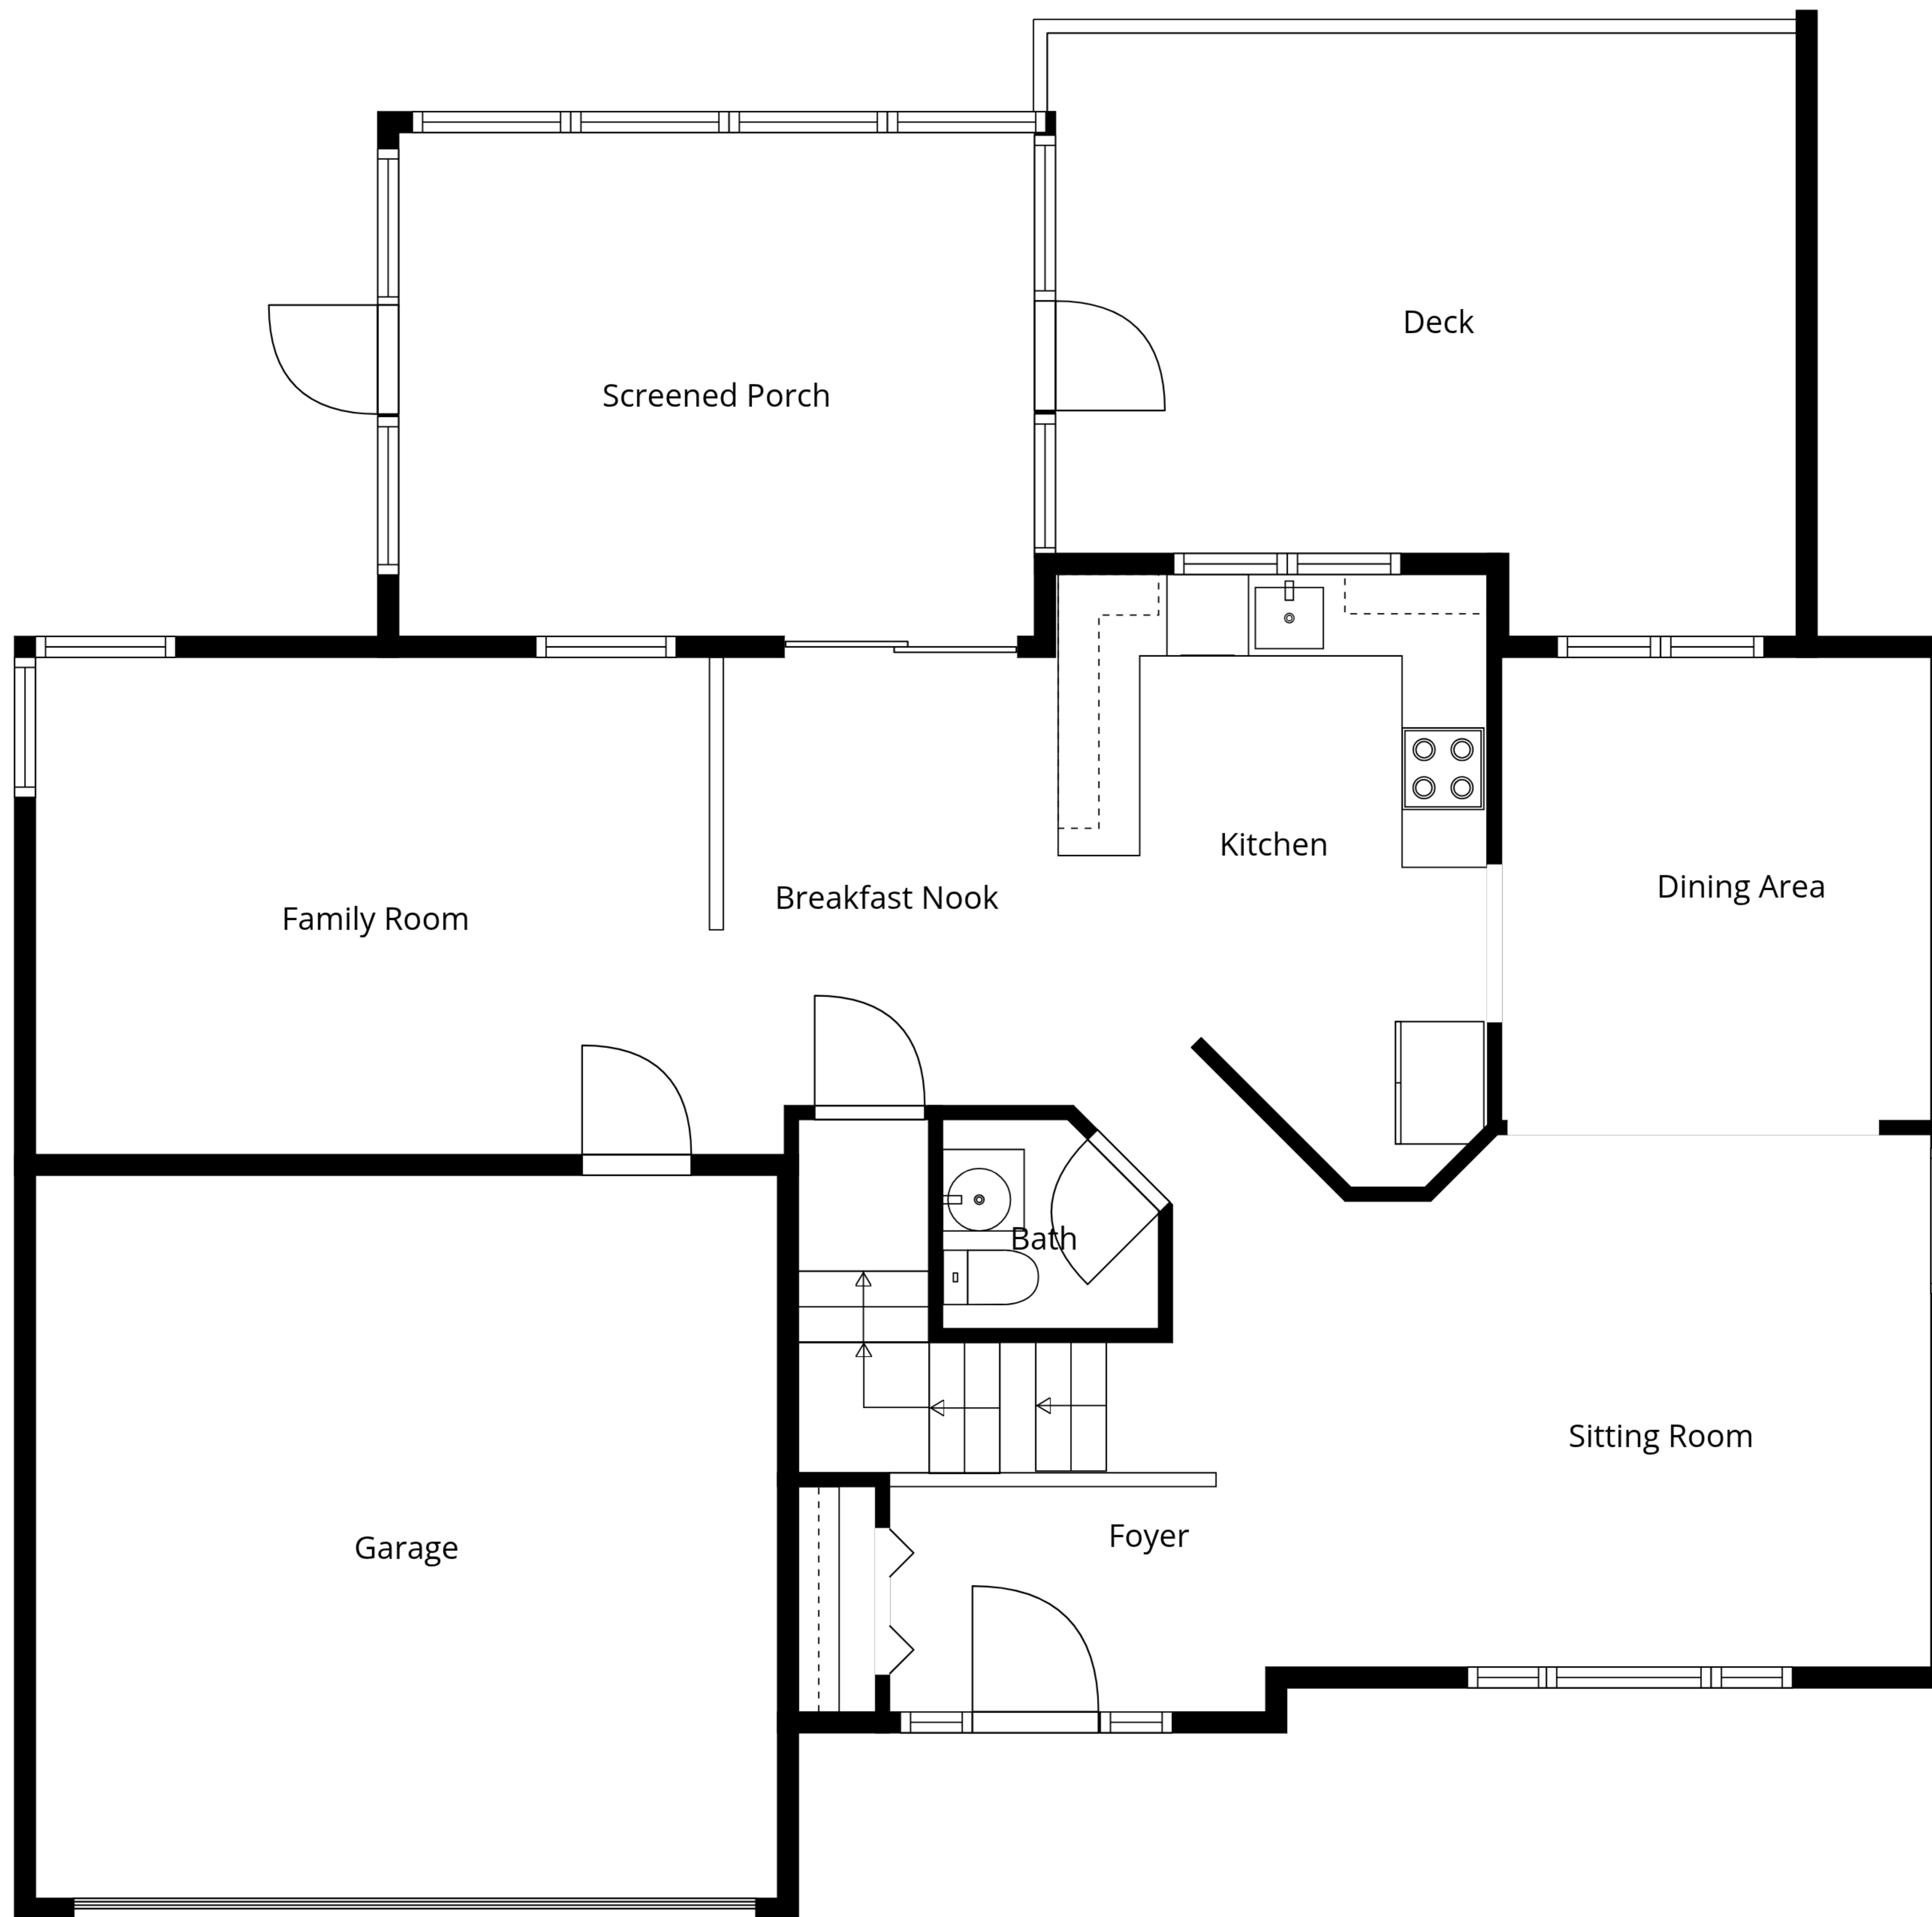 Deck
Screened Porch
Kitchen
Dining Area
Breakfast Nook
Family Room
Bath
Sitting Room
Foyer
Garage